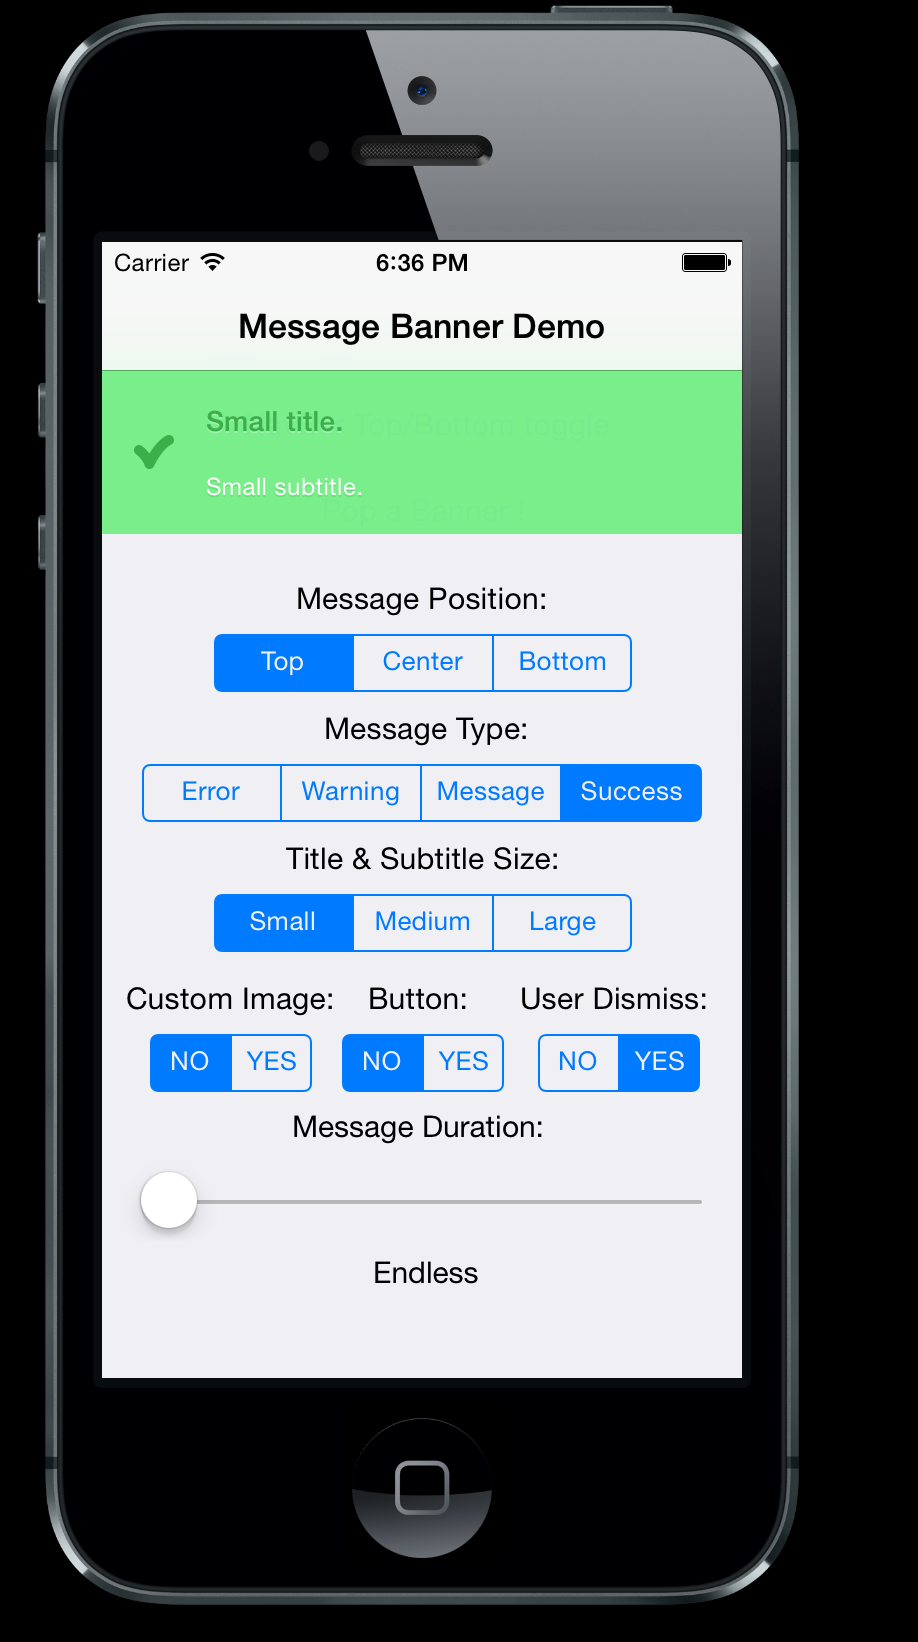 Carrier 6:36 PM
Message Banner Demo
Small title. Top/Bottom toggle
Small subtitle.
Pop a Banner !
Message Position:
Top Center Bottom
Message Type:
Error Warning Message Success
Title & Subtitle Size:
Small Medium Large
Custom Image: Button: User Dismiss:
NO YES NO YES NO YES
Message Duration:
Endless